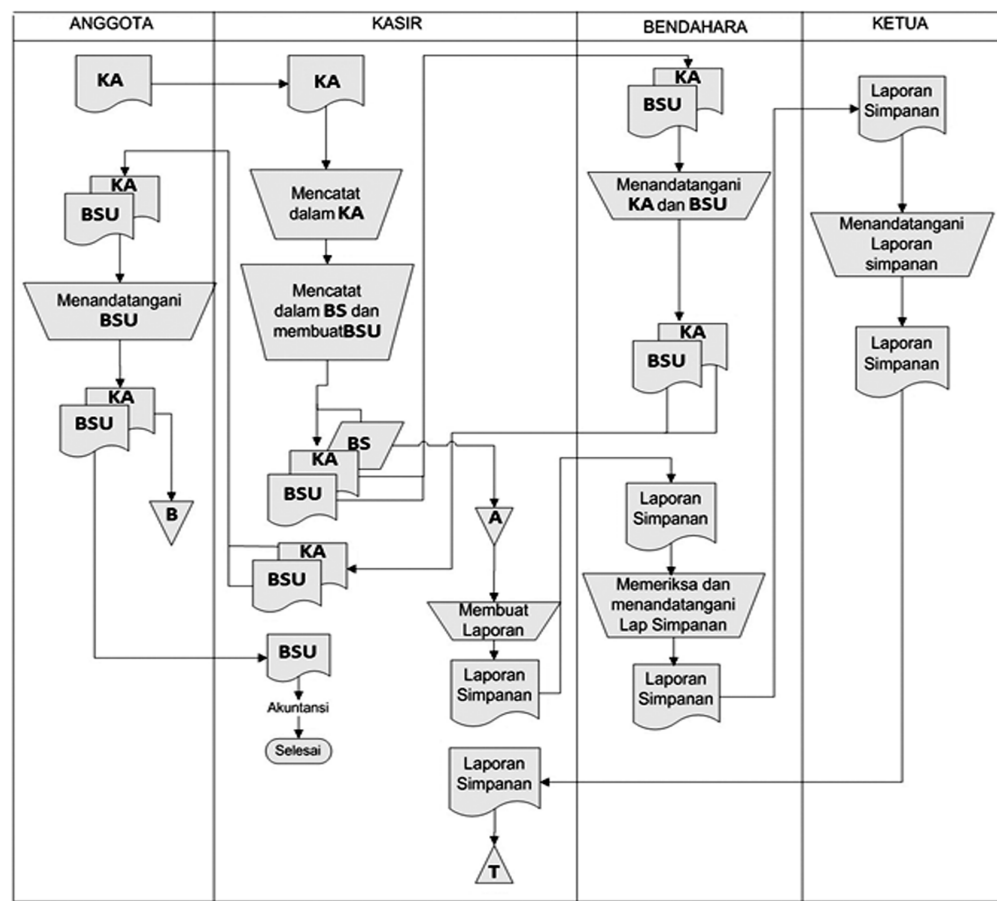 ANGGOTA
KASIR
BENDAHARA
KETUA
KA
KA
BSU
Menandatangani
BSU
KA
BSU
B
KA
Mencatat
dalam KA
Mencatat
dalam BS dan
membuatBSU
BS
KA
BSU
KA
BSU
BSU
Akuntansi
Selesai
A
Membuat
Laporan
Laporan
Simpanan
Laporan
Simpanan
T
KA
BSU
Menandatangani
KA dan BSU
KA
BSU
Laporan
Simpanan
Memeriksa dan
menandatangani
Lap Simpanan
Laporan
Simpanan
Laporan
Simpanan
Menandatangani
Laporan
simpanan
Laporan
Simpanan